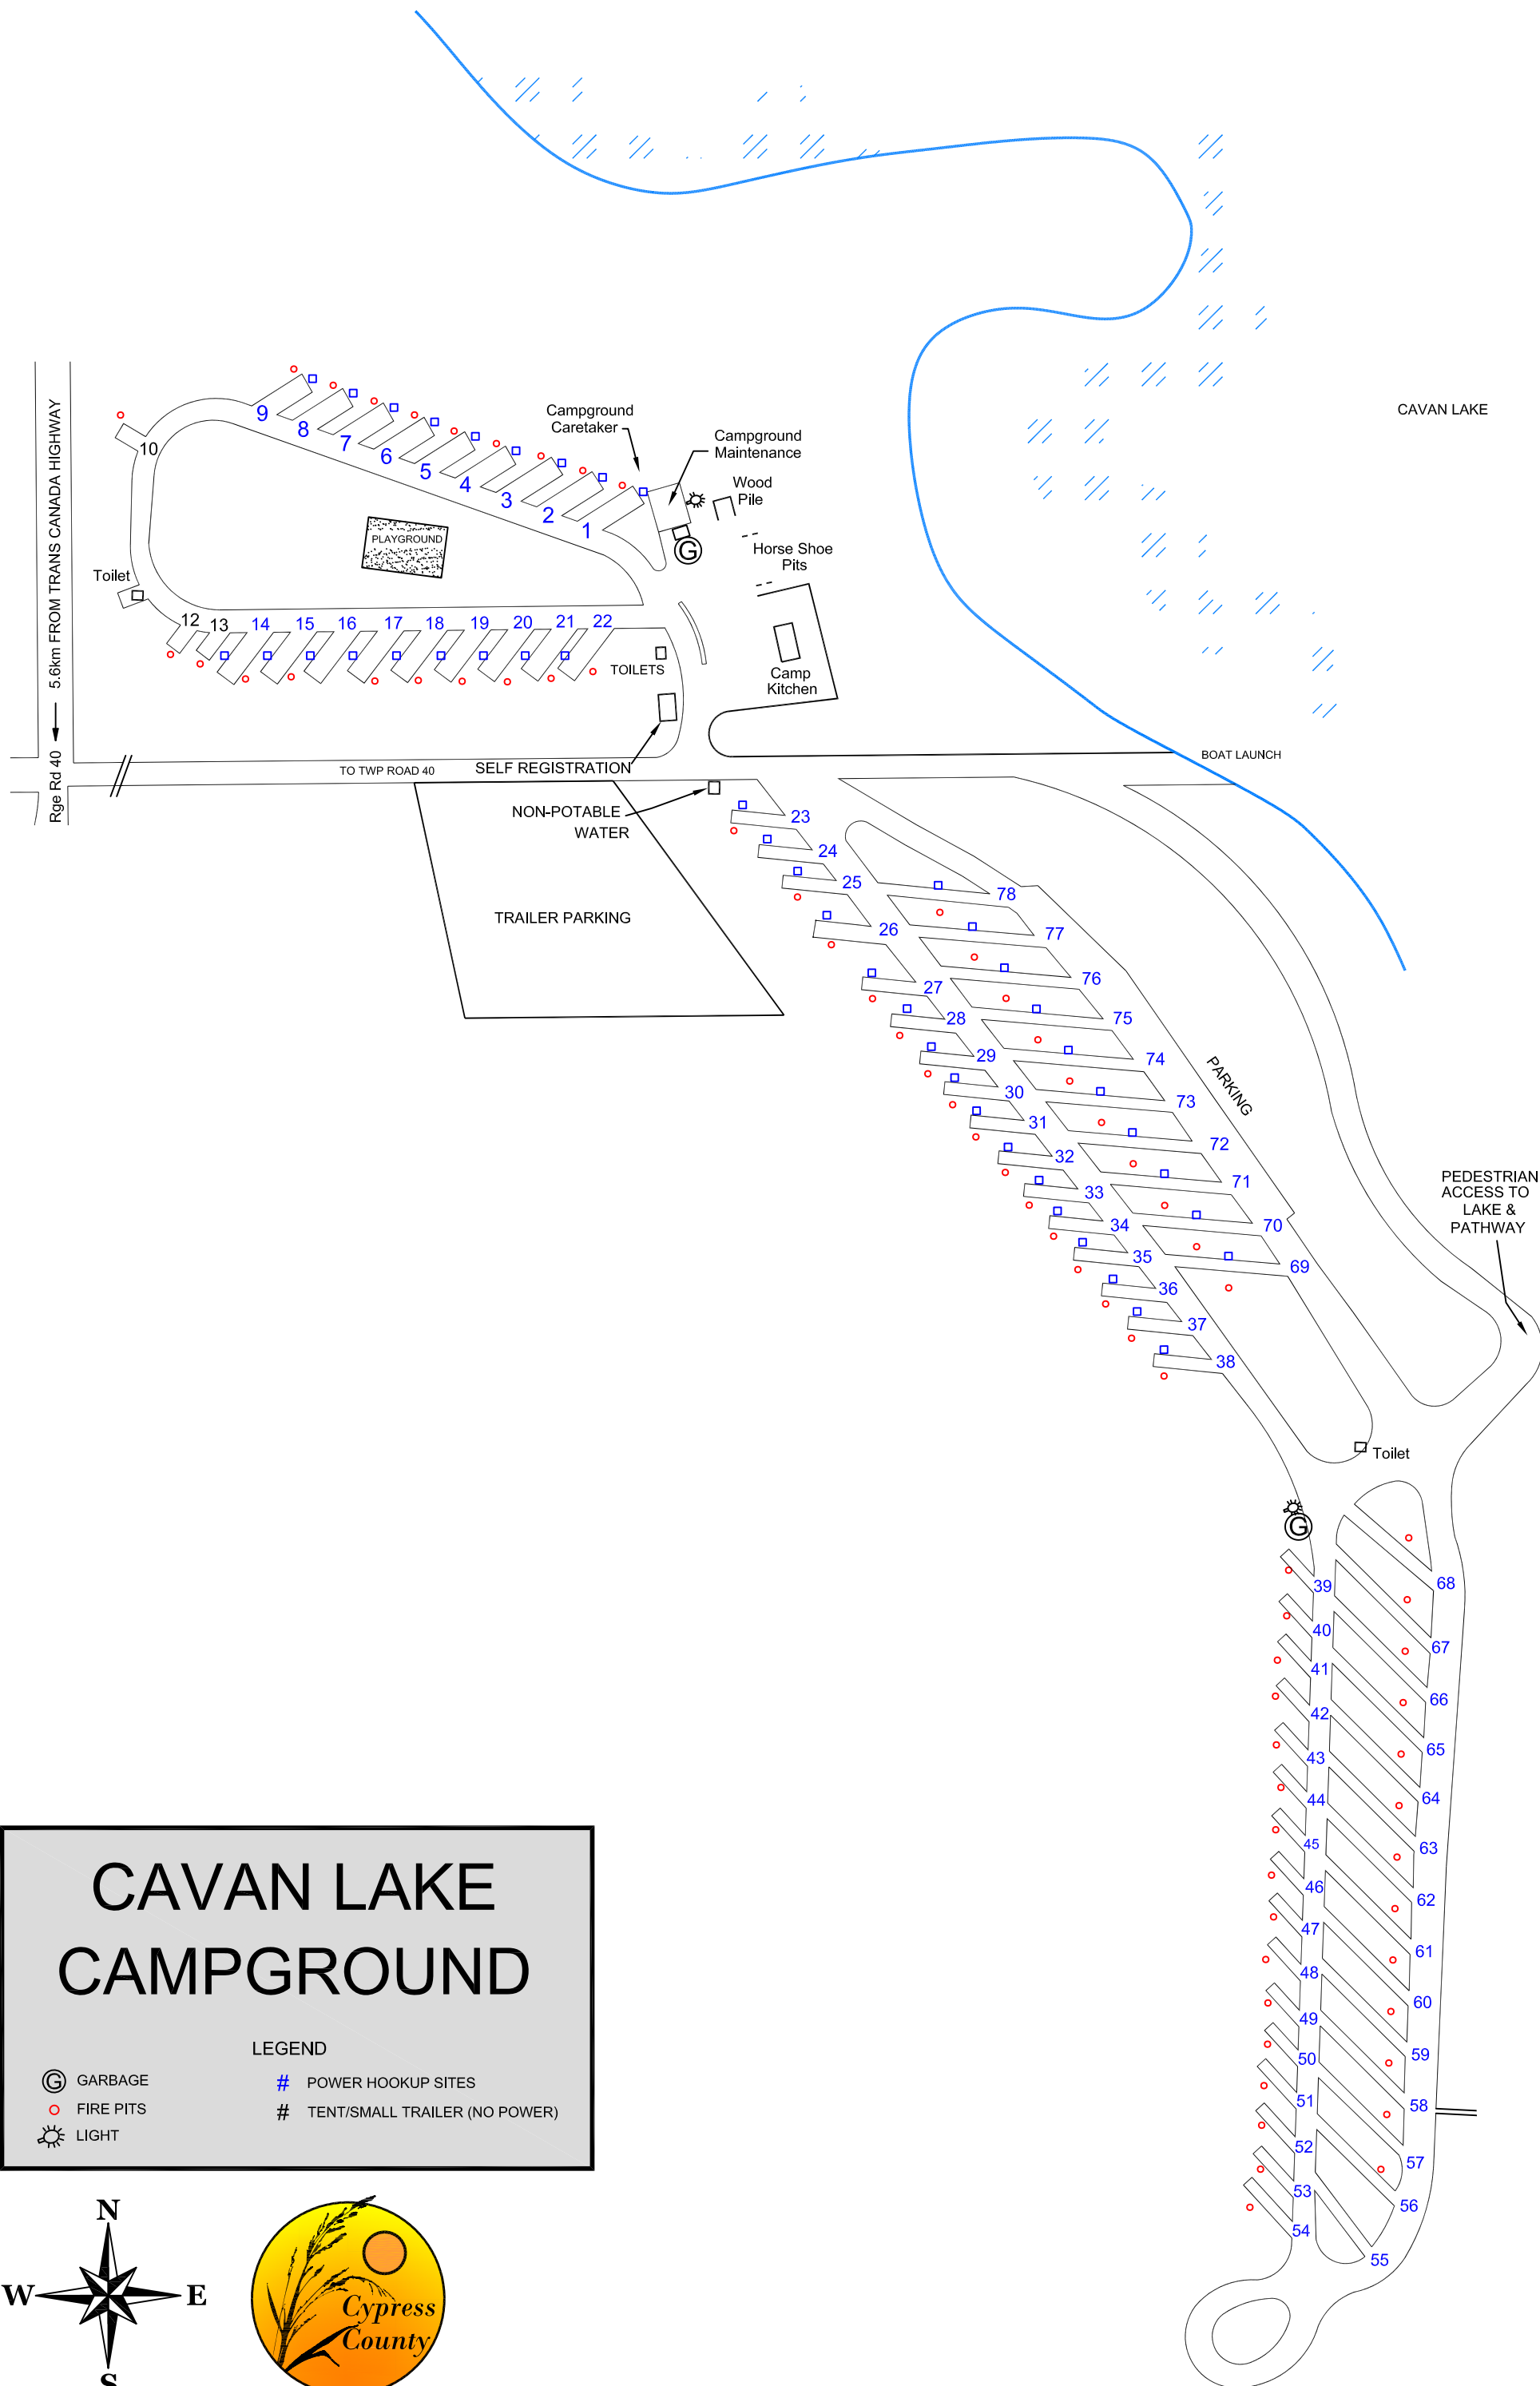 CAVAN LAKE
5.6km FROM TRANS CANADA HIGHWAY
Rge Rd 40
9
8
7
6
5
4
3
2
1
10
Campground
Caretaker
Campground
Maintenance
Wood
Pile
G
Horse Shoe
Pits
PLAYGROUND
Toilet
12
13
14
15
16
17
18
19
20
21
22
TOILETS
Camp
Kitchen
BOAT LAUNCH
TO TWP ROAD 40
SELF REGISTRATION
NON-POTABLE
WATER
TRAILER PARKING
23
24
25
26
27
28
29
30
31
32
33
34
35
36
37
38
78
77
76
75
74
73
72
71
70
69
PARKING
PEDESTRIAN
ACCESS TO
LAKE &
PATHWAY
Toilet
G
39
40
41
42
43
44
45
46
47
48
49
50
51
52
53
54
68
67
66
65
64
63
62
61
60
59
58
57
56
55
CAVAN LAKE
CAMPGROUND
LEGEND
G GARBAGE
FIRE PITS
LIGHT
# POWER HOOKUP SITES
# TENT/SMALL TRAILER (NO POWER)
N
W E
S
Cypress
County